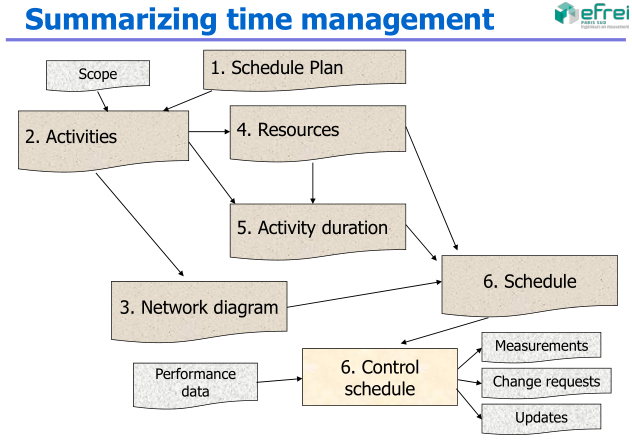 Summarizing time management
efrei
PARIS SUD
Scope
1. Schedule Plan
2. Activities
4. Resources
5. Activity duration
6. Schedule
3. Network diagram
Measurements
6. Control
schedule
Performance
data
Change requests
Updates